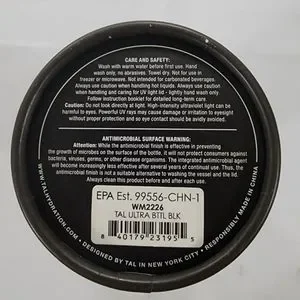 CARE AND SAFETY:
Wash with warm water before first use. Hand
wash only, no abrasives. Towel dry. Not for use in
freezer or microwave. Not intended for carbonated beverages.
Always use caution when handling hot liquids. Always use caution
when handling and caring for UV light lid - lightly hand wash only.
Follow instruction booklet for detailed long-term care.
Caution: Do not look directly at light. High-intensity ultraviolet light can be
harmful to eyes. Powerful UV rays may cause damage or irritation to eyesight
without proper protection and so eye contact should be avidly avoided.
ANTIMICROBIAL SURFACE WARNING:
Attention: While the antimicrobial finish is effective in preventing
the growth of microbes on the surface of the bottle, it will not protect consumers against
bacteria, viruses, germs, or other disease organisms. The integrated antimicrobial agent
will become increasingly less effective after several years of continual use. Thus, the
antimicrobial finish is not a suitable alternative to washing the vessel and the lid.
Always clean this product before and after each use.
EPA Est. 99556-CHN-1
WM2226
TAL ULTRA BTTL BLK
8 40179 23195 5
WWW.TALHYDRATION.COM • DESIGNED BY TAL IN NEW YORK CITY • RESPONSIBLY MADE IN CHINA